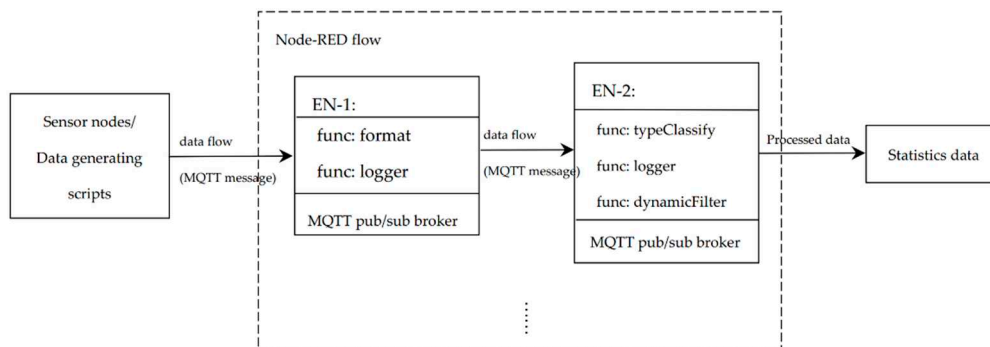 Node-RED flow
Sensor nodes/
Data generating
scripts
data flow
(MQTT message)
EN-1:
func: format
func: logger
MQTT pub/sub broker
data flow
(MQTT message)
EN-2:
func: typeClassify
func: logger
func: dynamicFilter
MQTT pub/sub broker
Processed data
Statistics data